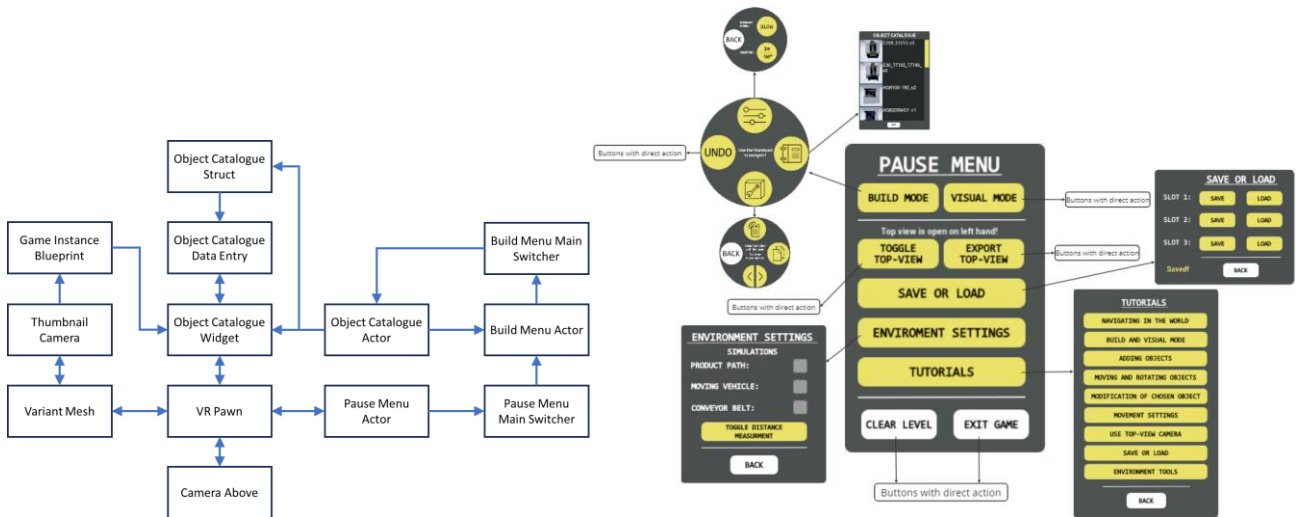 Object Catalogue
Struct
Game Instance
Blueprint
Object Catalogue
Data Entry
Build Menu Main
Switcher
Thumbnail
Camera
Object Catalogue
Widget
Object Catalogue
Actor
Build Menu Actor
Variant Mesh
VR Pawn
Pause Menu
Actor
Pause Menu
Main Switcher
Camera Above
SLOW
BACK
OBJECT CATALOGUE
Buttons with direct action
UNDO
BACK
PAUSE MENU
BUILD MODE
VISUAL MODE
Top view is open on left hand!
TOGGLE
TOP-VIEW
EXPORT
TOP-VIEW
SAVE OR LOAD
ENVIROMENT SETTINGS
TUTORIALS
CLEAR LEVEL
EXIT GAME
Buttons with direct action
Buttons with direct action
Buttons with direct action
Buttons with direct action
ENVIRONMENT SETTINGS
SIMULATIONS
PRODUCT PATH:
MOVING VEHICLE:
CONVEYOR BELT:
TOGGLE DISTANCE
MEASURMENT
BACK
SAVE OR LOAD
SLOT 1: SAVE LOAD
SLOT 2: SAVE LOAD
SLOT 3: SAVE LOAD
Saved!
BACK
TUTORIALS
NAVIGATING IN THE WORLD
BUILD AND VISUAL MODE
ADDING OBJECTS
MOVING AND ROTATING OBJECTS
MODIFICATION OF CHOSEN OBJECT
MOVEMENT SETTINGS
USE TOP-VIEW CAMERA
SAVE OR LOAD
ENVIRONMENT TOOLS
BACK